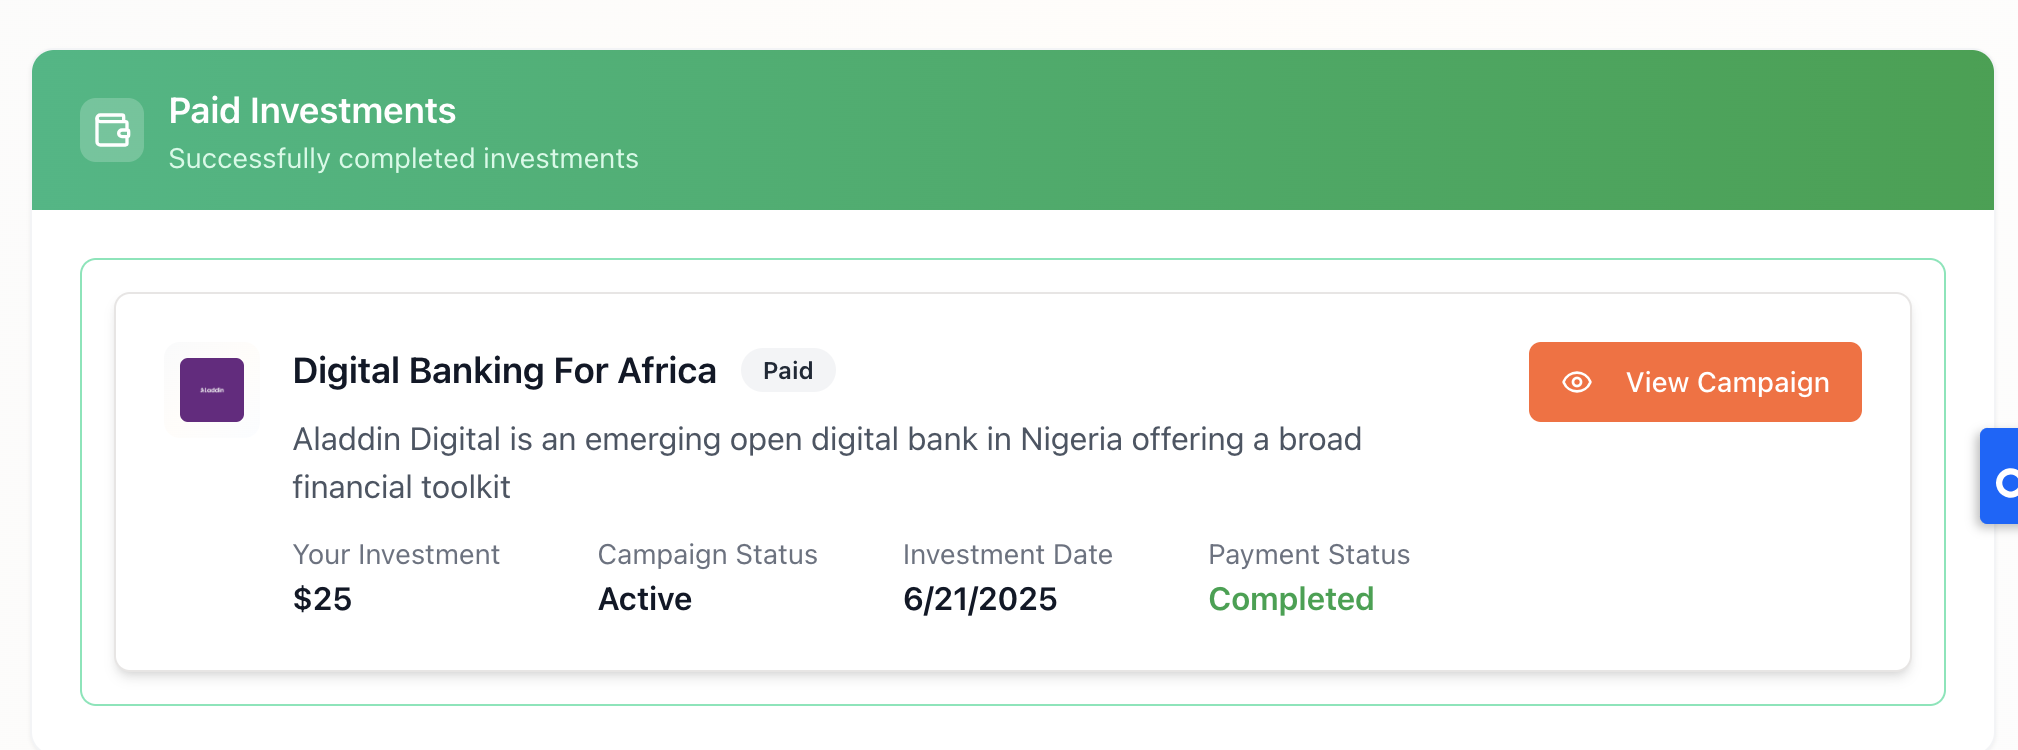 Paid Investments
Successfully completed investments
Aladdin
Digital Banking For Africa
Paid
View Campaign
Aladdin Digital is an emerging open digital bank in Nigeria offering a broad
financial toolkit
Your Investment
$25
Campaign Status
Active
Investment Date
6/21/2025
Payment Status
Completed